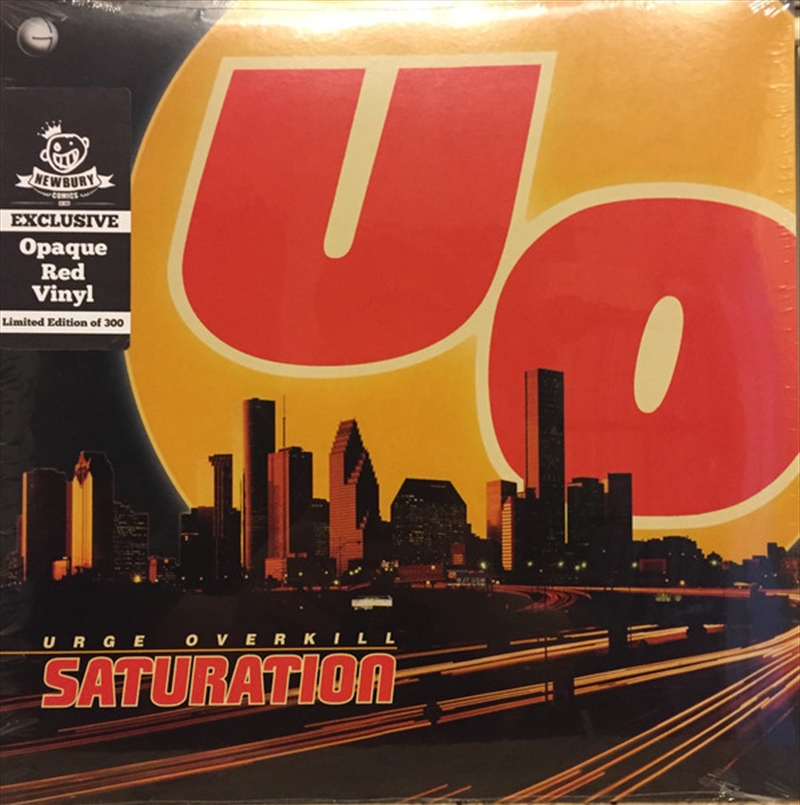 UO
NEWBURY
COMICS
EXCLUSIVE
Opaque
Red
Vinyl
Limited Edition of 300
URGE OVERKILL
SATURATION